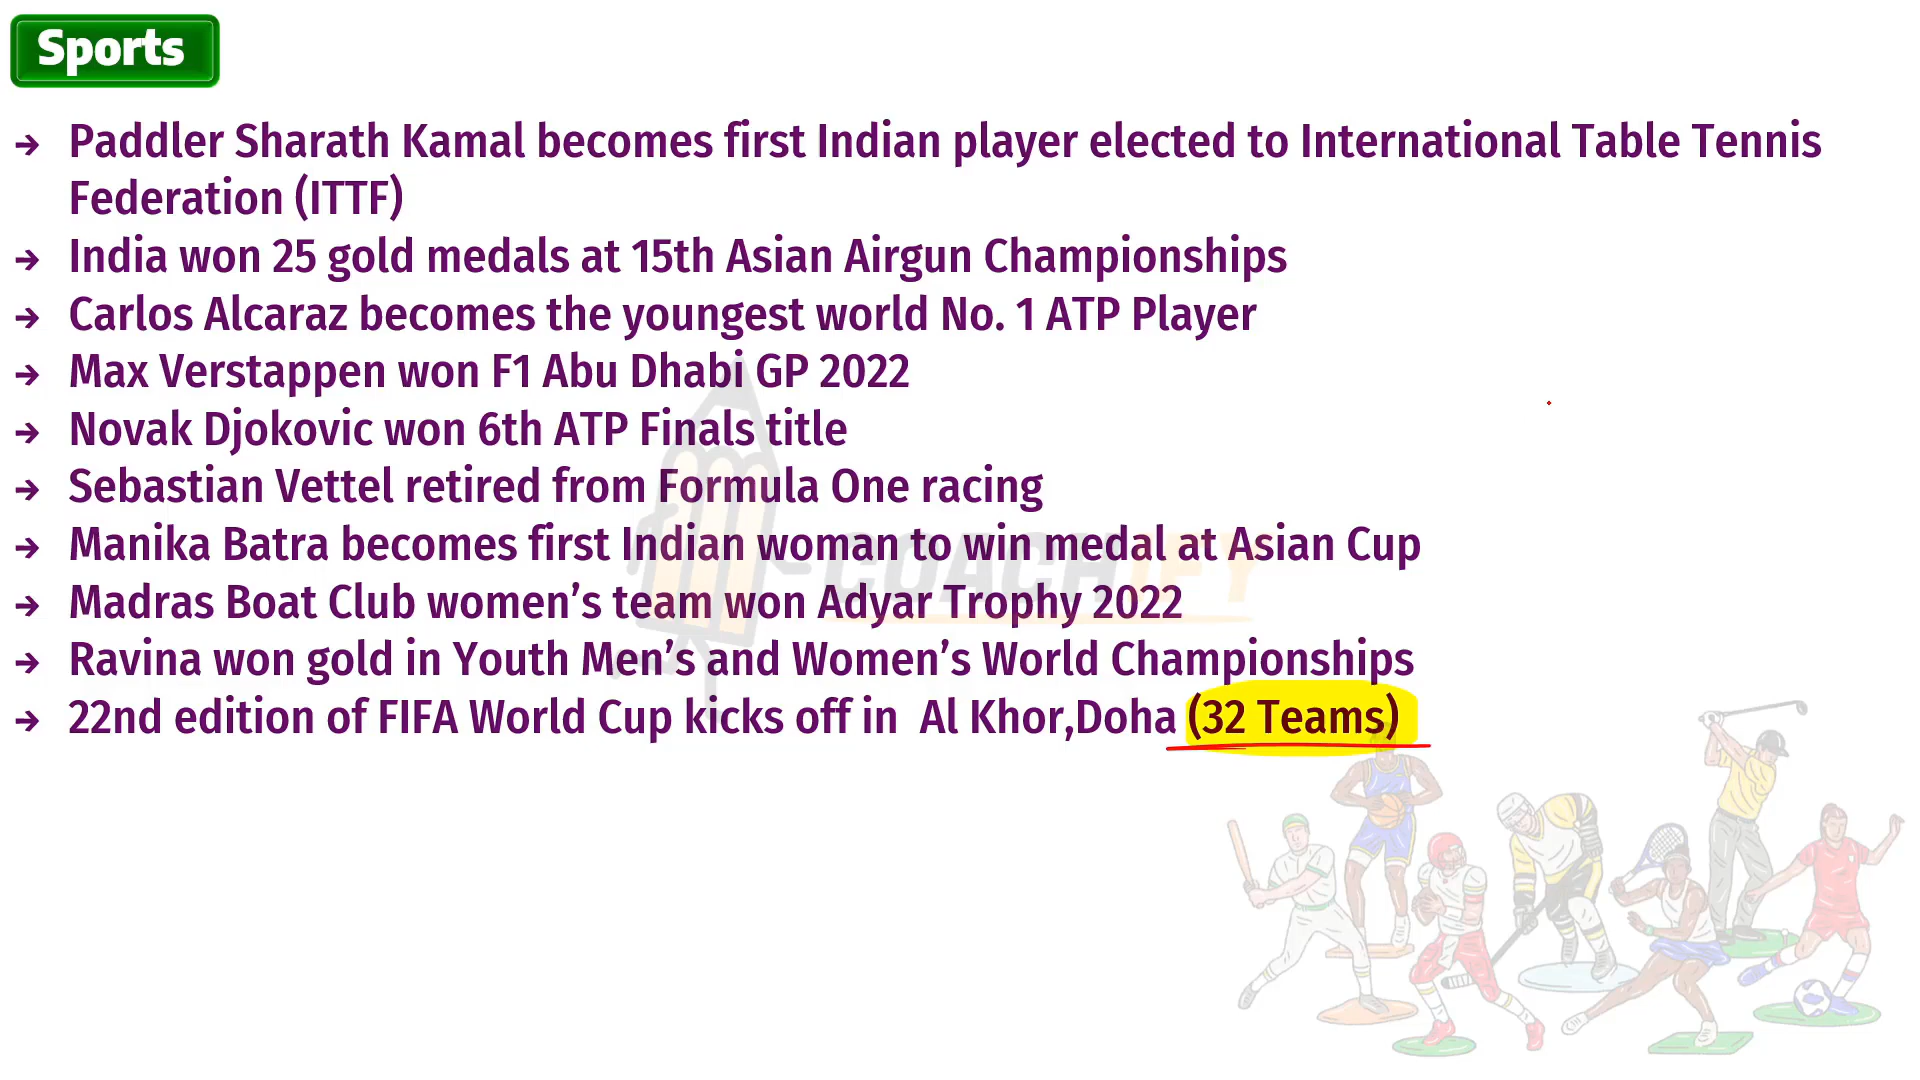 Sports
→ Paddler Sharath Kamal becomes first Indian player elected to International Table Tennis
Federation (ITTF)
→ India won 25 gold medals at 15th Asian Airgun Championships
→ Carlos Alcaraz becomes the youngest world No. 1 ATP Player
→ Max Verstappen won F1 Abu Dhabi GP 2022
→ Novak Djokovic won 6th ATP Finals title
→ Sebastian Vettel retired from Formula One racing
→ Manika Batra becomes first Indian woman to win medal at Asian Cup
COACHIFY
→ Madras Boat Club women’s team won Adyar Trophy 2022
→ Ravina won gold in Youth Men’s and Women’s World Championships
→ 22nd edition of FIFA World Cup kicks off in  Al Khor,Doha (32 Teams)